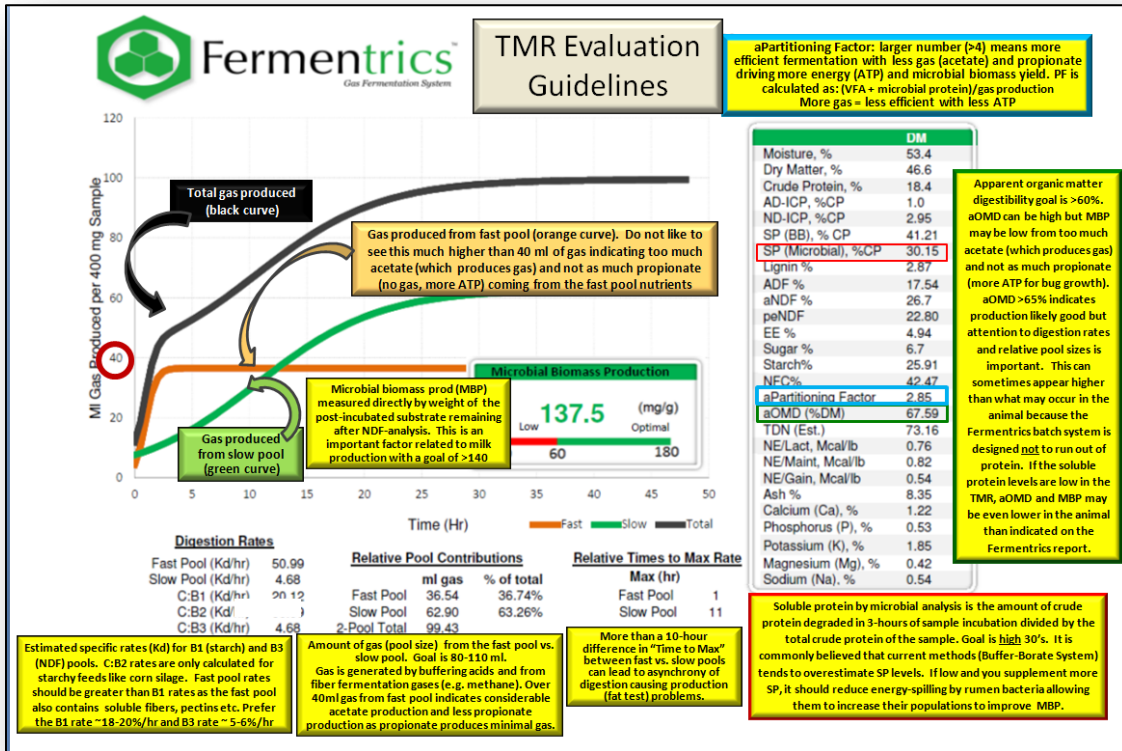 Fermentrics™
Gas Fermentation System
TMR Evaluation
Guidelines
aPartitioning Factor: larger number (>4) means more
efficient fermentation with less gas (acetate) and propionate
driving more energy (ATP) and microbial biomass yield. PF is
calculated as: (VFA + microbial protein)/gas production
More gas = less efficient with less ATP
Ml Gas Produced per 400 mg Sample
120
100
80
60
40
20
0
Total gas produced
(black curve)
Gas produced from fast pool (orange curve). Do not like to
see this much higher than 40 ml of gas indicating too much
acetate (which produces gas) and not as much propionate
(no gas, more ATP) coming from the fast pool nutrients
Gas produced
from slow pool
(green curve)
Microbial biomass prod (MBP)
measured directly by weight of the
post-incubated substrate remaining
after NDF-analysis. This is an
important factor related to milk
production with a goal of >140
Microbial Biomass Production
137.5 (mg/g)
Low Optimal
60 180
0 5 10 15 20 25 30 35 40 45 50
Time (Hr)
Fast Slow Total
DM
Moisture, % 53.4
Dry Matter, % 46.6
Crude Protein, % 18.4
AD-ICP, %CP 1.0
ND-ICP, %CP 2.95
SP (BB), % CP 41.21
SP (Microbial), %CP 30.15
Lignin % 2.87
ADF % 17.54
aNDF % 26.7
peNDF 22.80
EE % 4.94
Sugar % 6.7
Starch% 25.91
NFC% 42.47
aPartitioning Factor 2.85
aOMD (%DM) 67.59
TDN (Est.) 73.16
NE/Lact, Mcal/lb 0.76
NE/Maint, Mcal/lb 0.82
NE/Gain, Mcal/lb 0.54
Ash % 8.35
Calcium (Ca), % 1.22
Phosphorus (P), % 0.53
Potassium (K), % 1.85
Magnesium (Mg), % 0.42
Sodium (Na), % 0.54
Apparent organic matter
digestibility goal is >60%.
aOMD can be high but MBP
may be low from too much
acetate (which produces gas)
and not as much propionate
(more ATP for bug growth).
aOMD >65% indicates
production likely good but
attention to digestion rates
and relative pool sizes is
important. This can
sometimes appear higher
than what may occur in the
animal because the
Fermentrics batch system is
designed not to run out of
protein. If the soluble
protein levels are low in the
TMR, aOMD and MBP may
be even lower in the animal
than indicated on the
Fermentrics report.
Digestion Rates
Fast Pool (Kd/hr) 50.99
Slow Pool (Kd/hr) 4.68
C:B1 (Kd/hr)
C:B2 (Kd/
C:B3 (Kd/hr) 4.68
Relative Pool Contributions
ml gas % of total
Fast Pool 36.54 36.74%
Slow Pool 62.90 63.26%
2-Pool Total 99.43
Relative Times to Max Rate
Max (hr)
Fast Pool 1
Slow Pool 11
Estimated specific rates (Kd) for B1 (starch) and B3
(NDF) pools. C:B2 rates are only calculated for
starchy feeds like corn silage. Fast pool rates
should be greater than B1 rates as the fast pool
also contains soluble fibers, pectins etc. Prefer
the B1 rate ~18-20%/hr and B3 rate ~ 5-6%/hr
Amount of gas (pool size) from the fast pool vs.
slow pool. Goal is 80-110 ml.
Gas is generated by buffering acids and from
fiber fermentation gases (e.g. methane). Over
40ml gas from fast pool indicates considerable
acetate production and less propionate
production as propionate produces minimal gas.
More than a 10-hour
difference in "Time to Max"
between fast vs. slow pools
can lead to asynchrony of
digestion causing production
(fat test) problems.
Soluble protein by microbial analysis is the amount of crude
protein degraded in 3-hours of sample incubation divided by the
total crude protein of the sample. Goal is high 30's. It is
commonly believed that current methods (Buffer-Borate System)
tends to overestimate SP levels. If low and you supplement more
SP, it should reduce energy-spilling by rumen bacteria allowing
them to increase their populations to improve MBP.